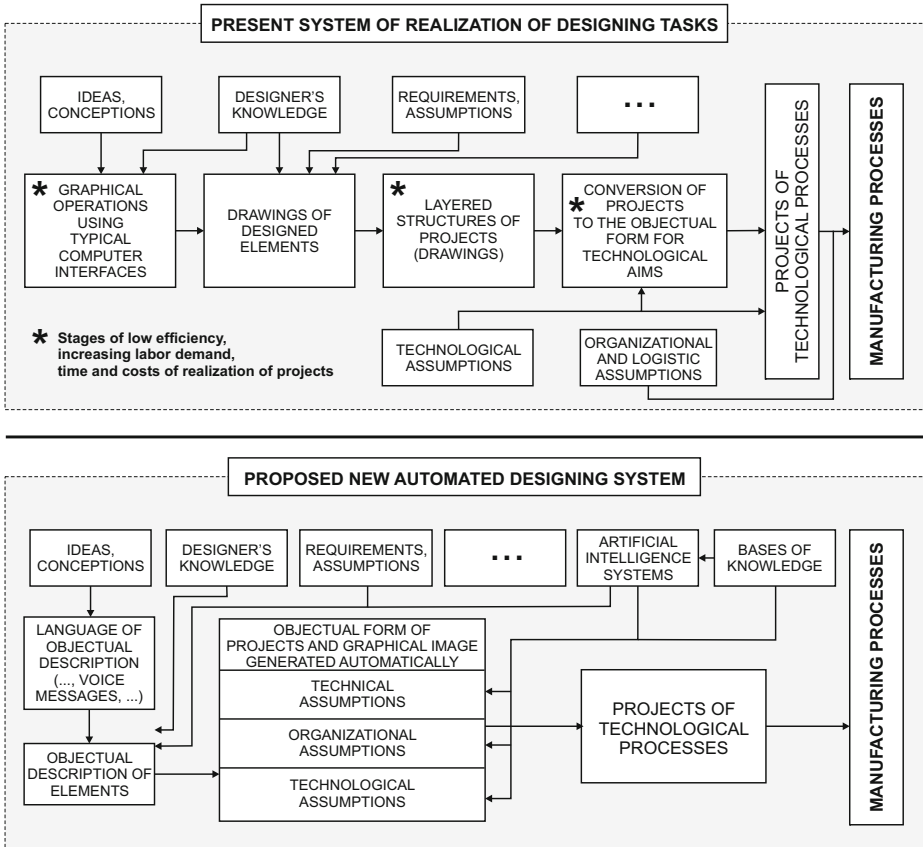 PRESENT SYSTEM OF REALIZATION OF DESIGNING TASKS
IDEAS,
CONCEPTIONS
DESIGNER'S
KNOWLEDGE
REQUIREMENTS,
ASSUMPTIONS
...
* GRAPHICAL
OPERATIONS
USING
TYPICAL
COMPUTER
INTERFACES
DRAWINGS OF
DESIGNED
ELEMENTS
* LAYERED
STRUCTURES OF
PROJECTS
(DRAWINGS)
CONVERSION OF
* PROJECTS
TO THE OBJECTUAL
FORM FOR
TECHNOLOGICAL
AIMS
PROJECTS OF
TECHNOLOGICAL PROCESSES
MANUFACTURING PROCESSES
* Stages of low efficiency,
increasing labor demand,
time and costs of realization of projects
TECHNOLOGICAL
ASSUMPTIONS
ORGANIZATIONAL
AND LOGISTIC
ASSUMPTIONS
PROPOSED NEW AUTOMATED DESIGNING SYSTEM
IDEAS,
CONCEPTIONS
DESIGNER'S
KNOWLEDGE
REQUIREMENTS,
ASSUMPTIONS
...
ARTIFICIAL
INTELLIGENCE
SYSTEMS
BASES OF
KNOWLEDGE
MANUFACTURING PROCESSES
LANGUAGE OF
OBJECTUAL
DESCRIPTION
(..., VOICE
MESSAGES, ...)
OBJECTUAL
DESCRIPTION OF
ELEMENTS
OBJECTUAL FORM OF
PROJECTS AND GRAPHICAL IMAGE
GENERATED AUTOMATICALLY
TECHNICAL
ASSUMPTIONS
ORGANIZATIONAL
ASSUMPTIONS
TECHNOLOGICAL
ASSUMPTIONS
PROJECTS OF
TECHNOLOGICAL
PROCESSES